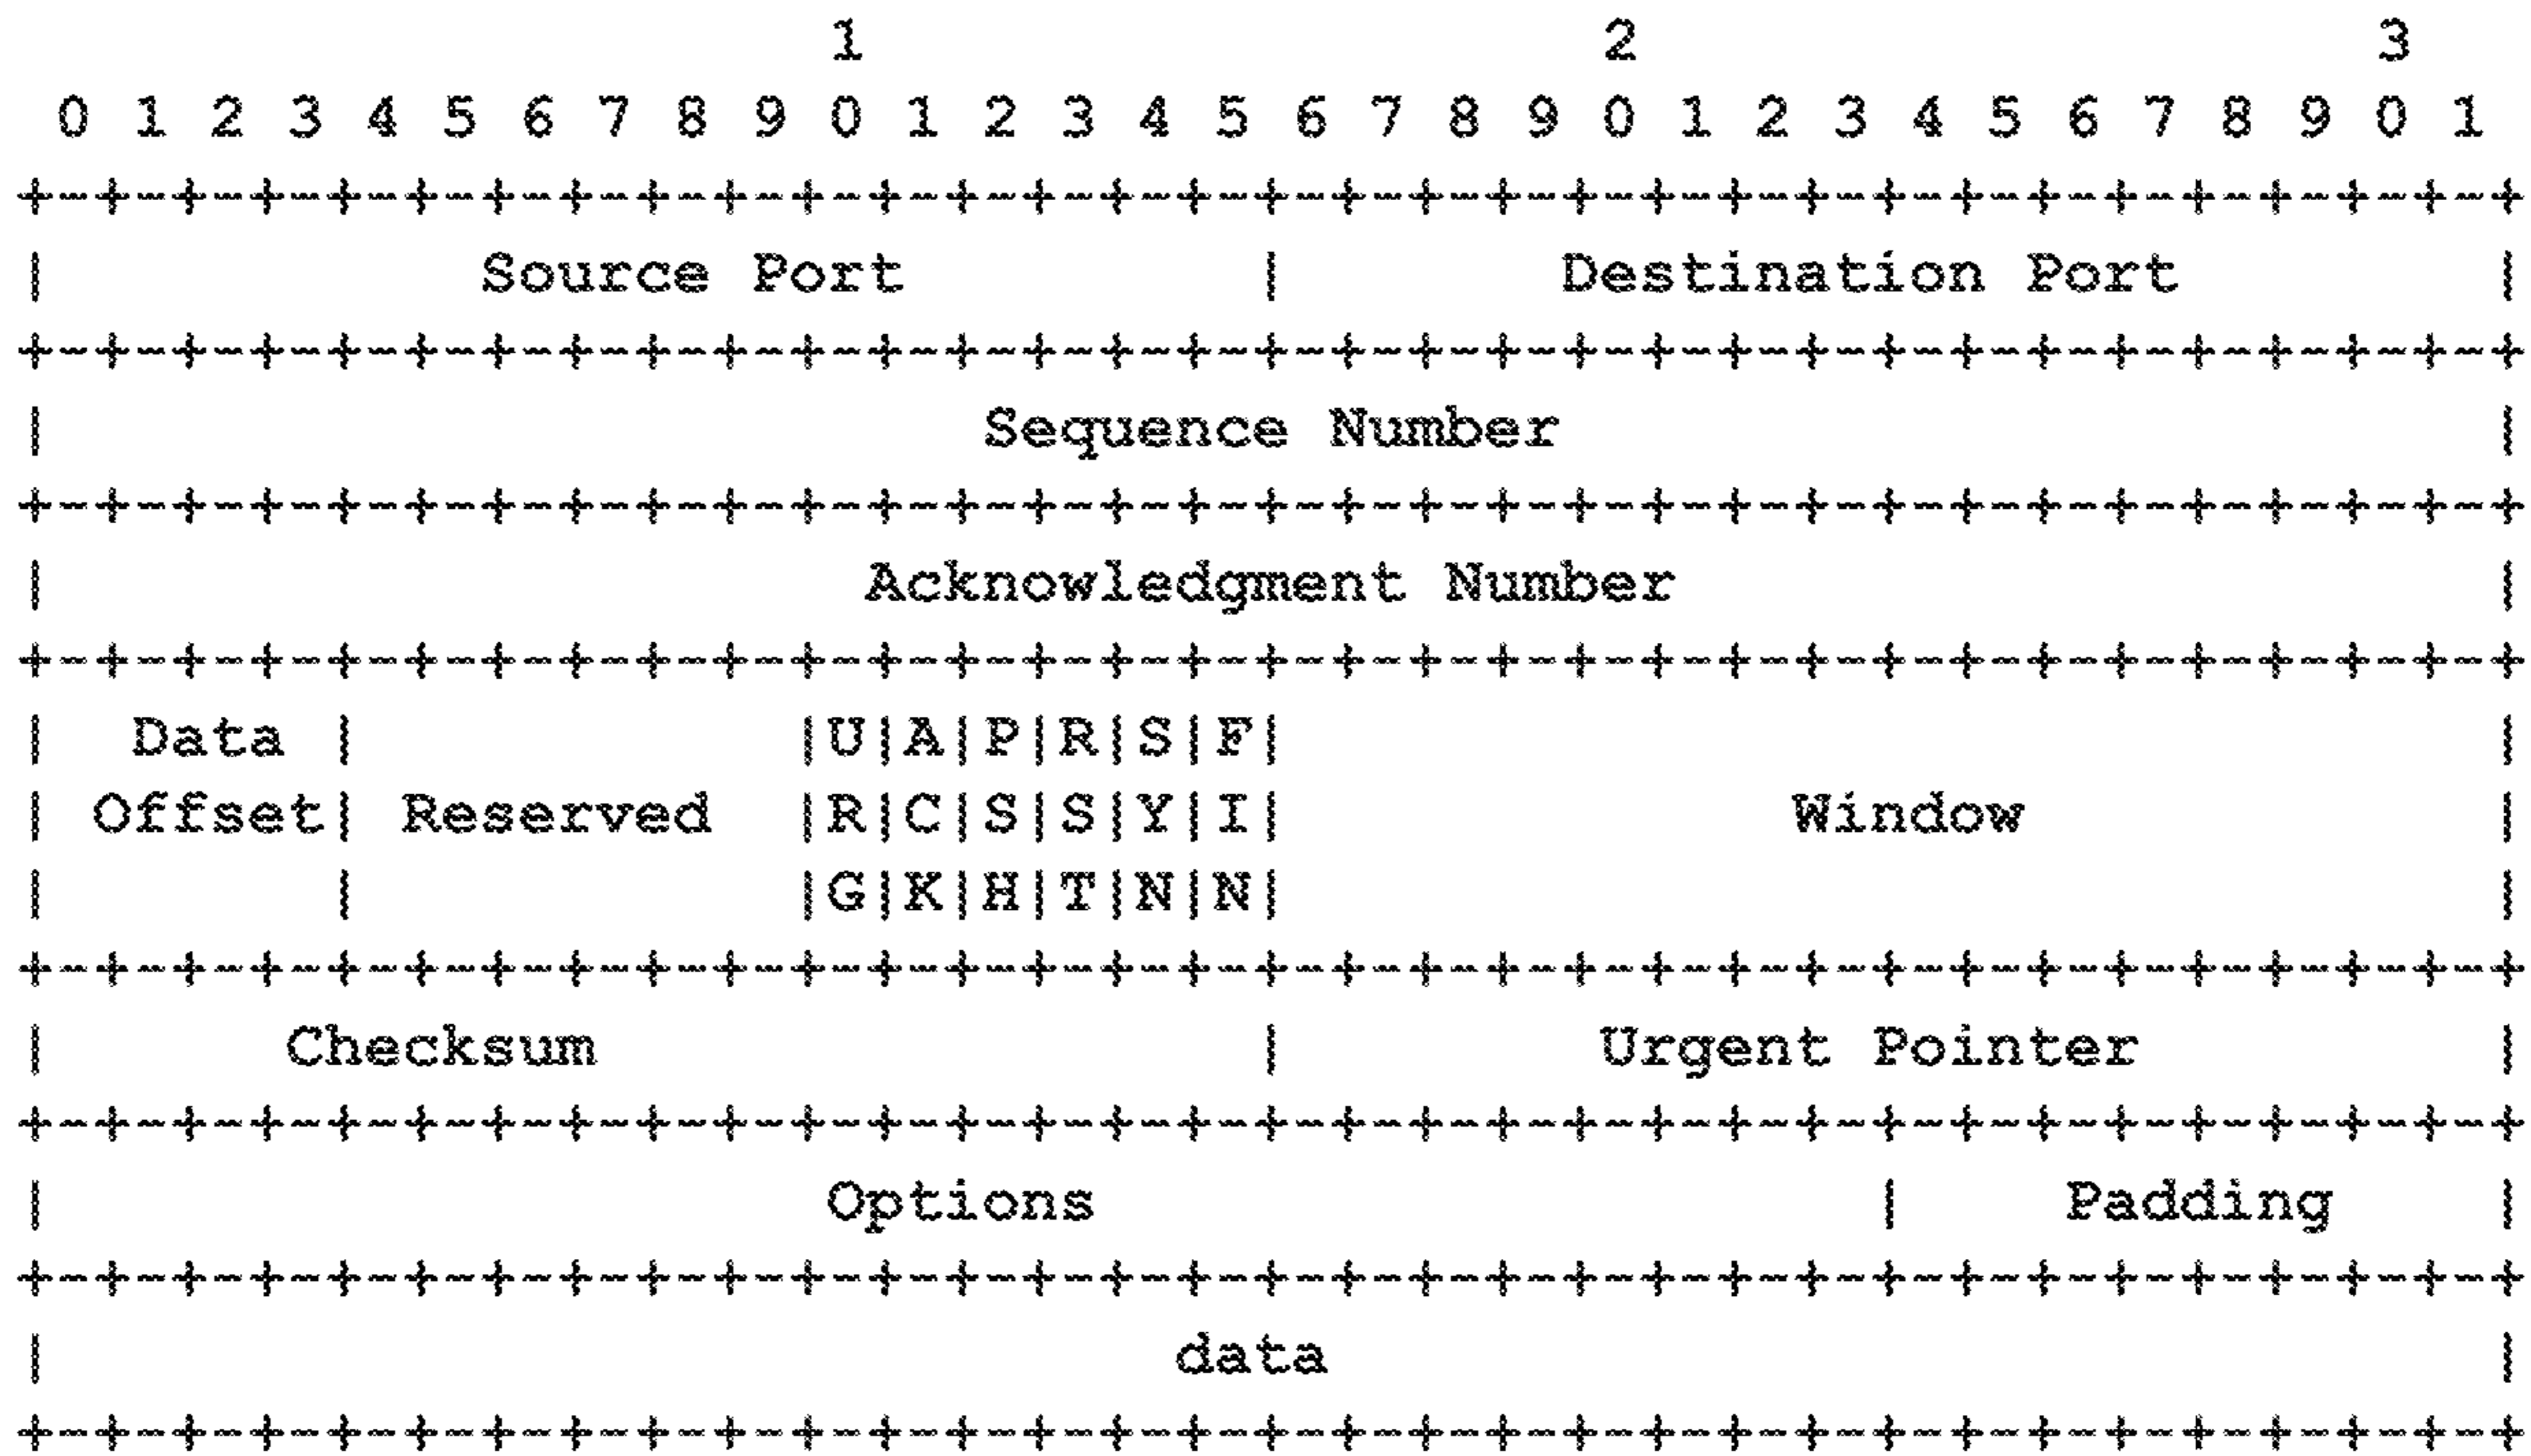 1                   2                   3
 0 1 2 3 4 5 6 7 8 9 0 1 2 3 4 5 6 7 8 9 0 1 2 3 4 5 6 7 8 9 0 1
+-+-+-+-+-+-+-+-+-+-+-+-+-+-+-+-+-+-+-+-+-+-+-+-+-+-+-+-+-+-+-+-+
|           Source Port         |       Destination Port        |
+-+-+-+-+-+-+-+-+-+-+-+-+-+-+-+-+-+-+-+-+-+-+-+-+-+-+-+-+-+-+-+-+
|                        Sequence Number                        |
+-+-+-+-+-+-+-+-+-+-+-+-+-+-+-+-+-+-+-+-+-+-+-+-+-+-+-+-+-+-+-+-+
|                     Acknowledgment Number                     |
+-+-+-+-+-+-+-+-+-+-+-+-+-+-+-+-+-+-+-+-+-+-+-+-+-+-+-+-+-+-+-+-+
|  Data |           |U|A|P|R|S|F|                               |
| Offset| Reserved  |R|C|S|S|Y|I|             Window            |
|       |           |G|K|H|T|N|N|                               |
+-+-+-+-+-+-+-+-+-+-+-+-+-+-+-+-+-+-+-+-+-+-+-+-+-+-+-+-+-+-+-+-+
|      Checksum                 |        Urgent Pointer         |
+-+-+-+-+-+-+-+-+-+-+-+-+-+-+-+-+-+-+-+-+-+-+-+-+-+-+-+-+-+-+-+-+
|                    Options                    |    Padding    |
+-+-+-+-+-+-+-+-+-+-+-+-+-+-+-+-+-+-+-+-+-+-+-+-+-+-+-+-+-+-+-+-+
|                             data                              |
+-+-+-+-+-+-+-+-+-+-+-+-+-+-+-+-+-+-+-+-+-+-+-+-+-+-+-+-+-+-+-+-+